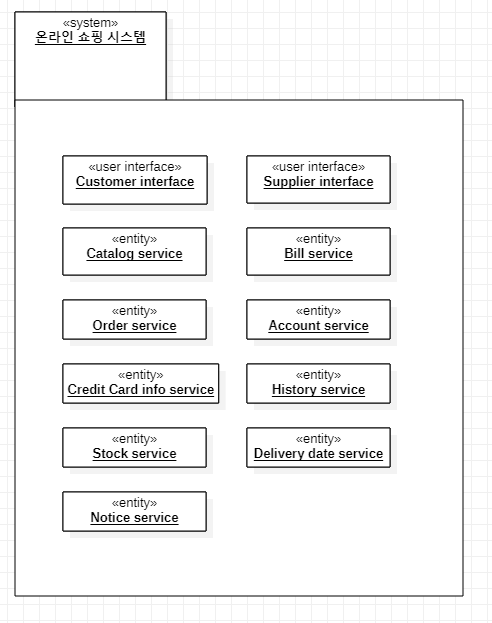 «system»
온라인 쇼핑 시스템
«user interface»
Customer interface
«user interface»
Supplier interface
«entity»
Catalog service
«entity»
Bill service
«entity»
Order service
«entity»
Account service
«entity»
Credit Card info service
«entity»
History service
«entity»
Stock service
«entity»
Delivery date service
«entity»
Notice service